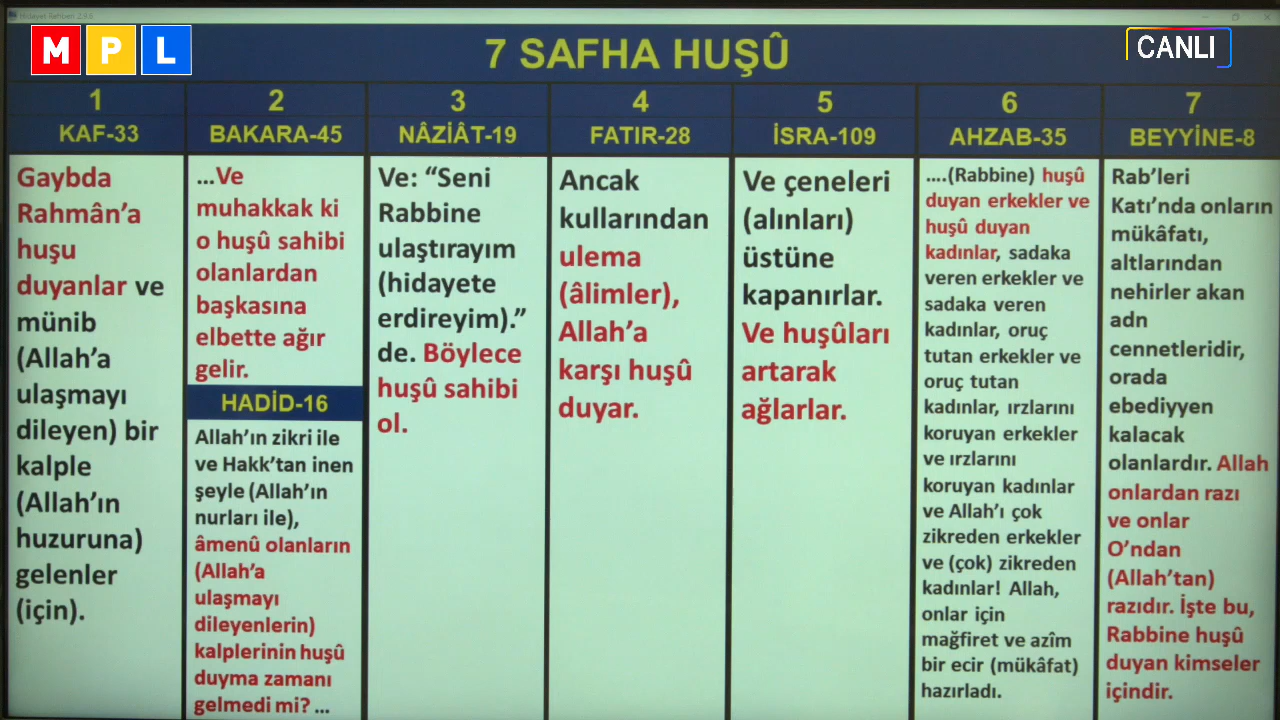 Hidayet Rehberi 2.9.0
MPL
7 SAFHA HUŞÛ
CANLI
1
KAF-33
Gaybda
Rahmân’a
huşu
duyanlar ve
münib
(Allah’a
ulaşmayı
dileyen) bir
kalple
(Allah’ın
huzuruna)
gelenler
(için).
2
BAKARA-45
...Ve
muhakkak ki
o huşû sahibi
olanlardan
başkasına
elbette ağır
gelir.
HADİD-16
Allah’ın zikri ile
ve Hakk’tan inen
şeyle (Allah’ın
nurları ile),
âmenû olanların
(Allah’a
ulaşmayı
dileyenlerin)
kalplerinin huşû
duyma zamanı
gelmedi mi? ...
3
NÂZİÂT-19
Ve: “Seni
Rabbine
ulaştırayım
(hidayete
erdireyim).”
de. Böylece
huşû sahibi
ol.
4
FATIR-28
Ancak
kullarından
ulema
(âlimler),
Allah’a
karşı huşû
duyar.
5
İSRA-109
Ve çeneleri
(alınları)
üstüne
kapanırlar.
Ve huşûları
artarak
ağlarlar.
6
AHZAB-35
....(Rabbine) huşû
duyan erkekler ve
huşû duyan
kadınlar, sadaka
veren erkekler ve
sadaka veren
kadınlar, oruç
tutan erkekler ve
oruç tutan
kadınlar, ırzlarını
koruyan erkekler
ve ırzlarını
koruyan kadınlar
ve Allah’ı çok
zikreden erkekler
ve (çok) zikreden
kadınlar! Allah,
onlar için
mağfiret ve azîm
bir ecir (mükâfat)
hazırladı.
7
BEYYİNE-8
Rab’leri
Katı’nda onların
mükâfatı,
altlarından
nehirler akan
adn
cennetleridir,
orada
ebediyyen
kalacak
olanlardır. Allah
onlardan razı
ve onlar
O’ndan
(Allah’tan)
razıdır. İşte bu,
Rabbine huşû
duyan kimseler
içindir.